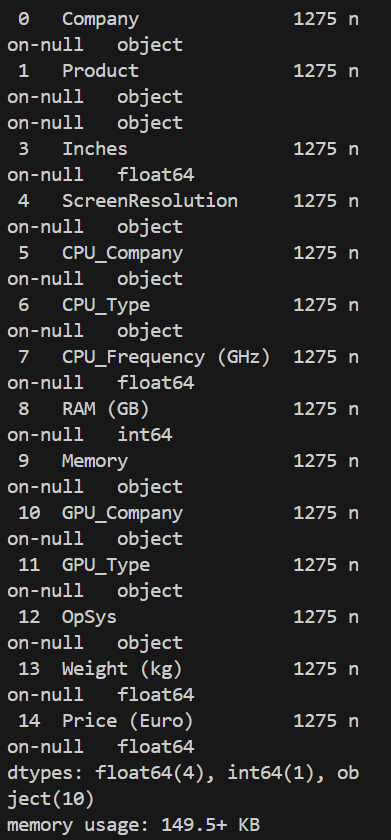 0   Company               1275 n
on-null   object
 1   Product               1275 n
on-null   object
on-null   object
 3   Inches                1275 n
on-null   float64
 4   ScreenResolution      1275 n
on-null   object
 5   CPU_Company           1275 n
on-null   object
 6   CPU_Type              1275 n
on-null   object
 7   CPU_Frequency (GHz)   1275 n
on-null   float64
 8   RAM (GB)              1275 n
on-null   int64
 9   Memory                1275 n
on-null   object
 10  GPU_Company           1275 n
on-null   object
 11  GPU_Type              1275 n
on-null   object
 12  OpSys                 1275 n
on-null   object
 13  Weight (kg)           1275 n
on-null   float64
 14  Price (Euro)          1275 n
on-null   float64
dtypes: float64(4), int64(1), ob
ject(10)
memory usage: 149.5+ KB